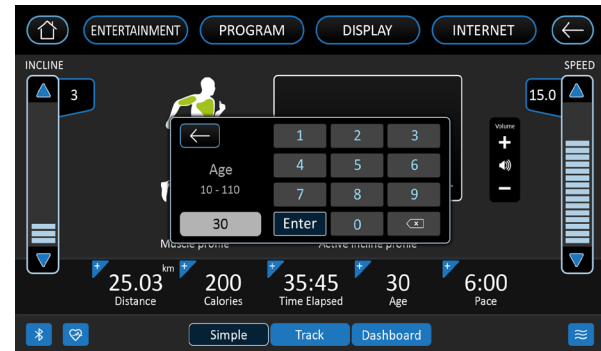 ENTERTAINMENT PROGRAM DISPLAY INTERNET
INCLINE SPEED
3 15.0
Volume
+
−
Age
10 - 110
30
1 2 3
4 5 6
7 8 9
Enter 0
Muscle profile Active incline profile
+ 25.03 km + 200 + 35:45 + 30 + 6:00
Distance Calories Time Elapsed Age Pace
Simple Track Dashboard